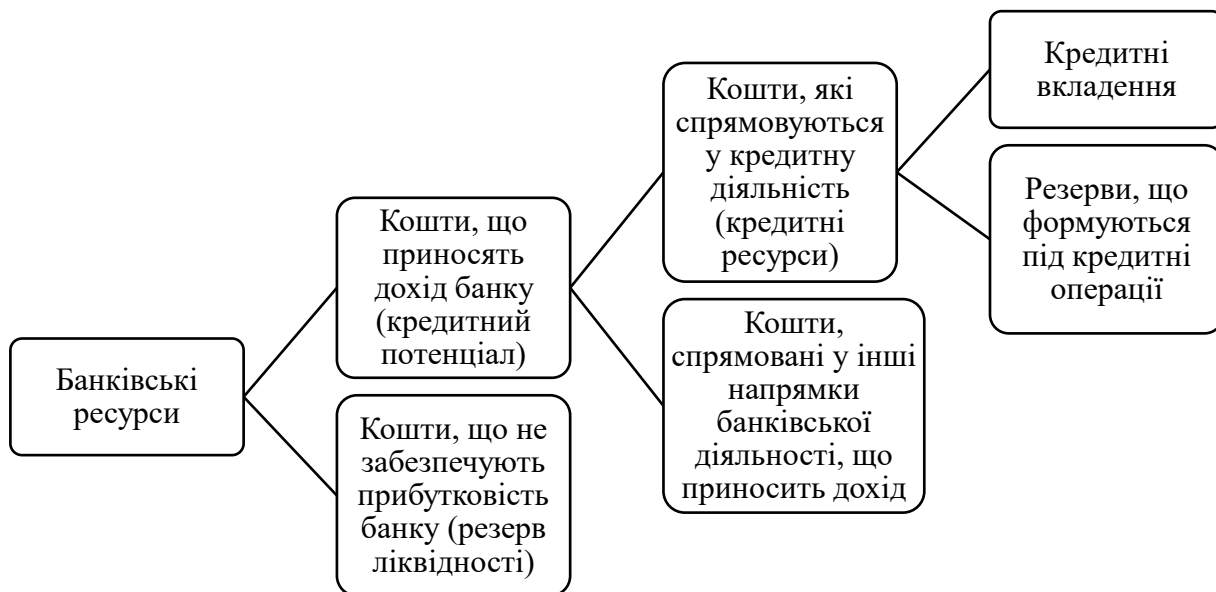 Банківські
ресурси
Кошти, що
приносять
дохід банку
(кредитний
потенціал)
Кошти, що не
забезпечують
прибутковість
банку (резерв
ліквідності)
Кошти, які
спрямовуються
у кредитну
діяльність
(кредитні
ресурси)
Кошти,
спрямовані у інші
напрямки
банківської
діяльності, що
приносить дохід
Кредитні
вкладення
Резерви, що
формуються
під кредитні
операції